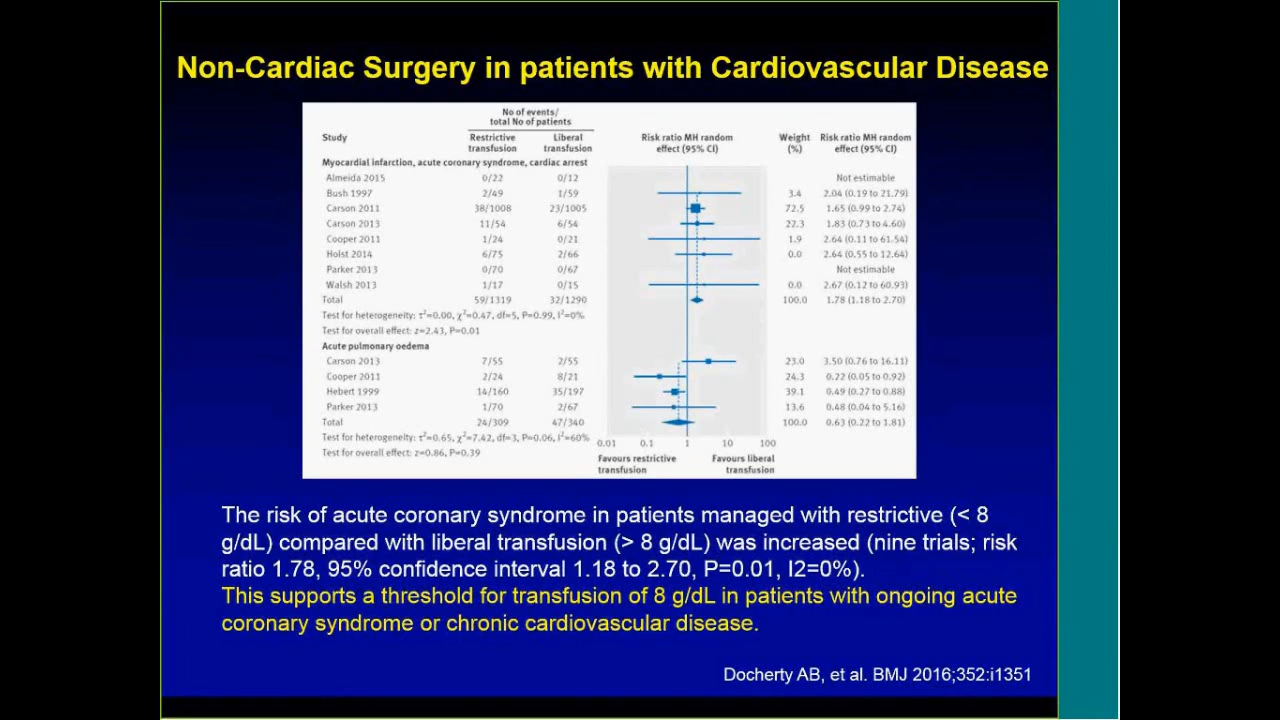 Non-Cardiac Surgery in patients with Cardiovascular Disease
No of events/
total No of patients
Study Restrictive transfusion Liberal transfusion Risk ratio MH random effect (95% CI) Weight (%) Risk ratio MH random effect (95% CI)
Myocardial infarction, acute coronary syndrome, cardiac arrest
Almeida 2015 0/22 0/12 Not estimable
Bush 1997 2/49 1/59 3.4 2.04 (0.19 to 21.79)
Carson 2011 38/1008 23/1005 72.5 1.65 (0.99 to 2.74)
Carson 2013 11/54 6/54 22.3 1.83 (0.73 to 4.60)
Cooper 2011 1/24 0/21 1.9 2.64 (0.11 to 61.54)
Holst 2014 6/75 2/66 0.0 2.64 (0.55 to 12.64)
Parker 2013 0/70 0/67 Not estimable
Walsh 2013 1/17 0/15 0.0 2.67 (0.12 to 60.93)
Total 59/1319 32/1290 100.0 1.78 (1.18 to 2.70)
Test for heterogeneity: τ²=0.00, χ²=0.47, df=5, P=0.99, I²=0%
Test for overall effect: z=2.43, P=0.01
Acute pulmonary oedema
Carson 2013 7/55 2/55 23.0 3.50 (0.76 to 16.11)
Cooper 2011 2/24 8/21 24.3 0.22 (0.05 to 0.92)
Hebert 1999 14/160 35/197 39.1 0.49 (0.27 to 0.88)
Parker 2013 1/70 2/67 13.6 0.48 (0.04 to 5.16)
Total 24/309 47/340 100.0 0.63 (0.22 to 1.81)
Test for heterogeneity: τ²=0.65, χ²=7.42, df=3, P=0.06, I²=60%
Test for overall effect: z=0.86, P=0.39
0.01 0.1 1 10 100
Favours restrictive transfusion Favours liberal transfusion
The risk of acute coronary syndrome in patients managed with restrictive (< 8
g/dL) compared with liberal transfusion (> 8 g/dL) was increased (nine trials; risk
ratio 1.78, 95% confidence interval 1.18 to 2.70, P=0.01, I2=0%).
This supports a threshold for transfusion of 8 g/dL in patients with ongoing acute
coronary syndrome or chronic cardiovascular disease.
Docherty AB, et al. BMJ 2016;352:i1351